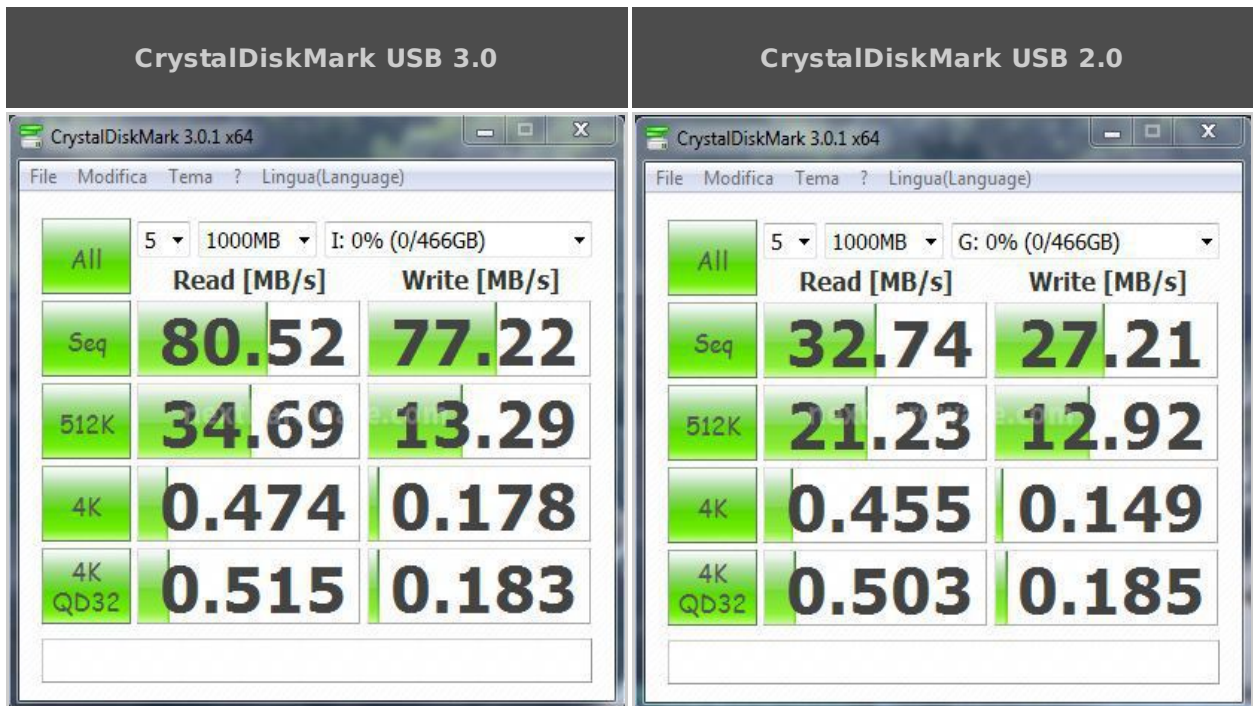 CrystalDiskMark USB 3.0
CrystalDiskMark USB 2.0
CrystalDiskMark 3.0.1 x64
File Modifica Tema ? Lingua(Language)
All
5 1000MB I: 0% (0/466GB)
Read [MB/s] Write [MB/s]
Seq 80.52 77.22
512K 34.69 13.29
4K 0.474 0.178
4K
QD32 0.515 0.183
CrystalDiskMark 3.0.1 x64
File Modifica Tema ? Lingua(Language)
All
5 1000MB G: 0% (0/466GB)
Read [MB/s] Write [MB/s]
Seq 32.74 27.21
512K 21.23 12.92
4K 0.455 0.149
4K
QD32 0.503 0.185